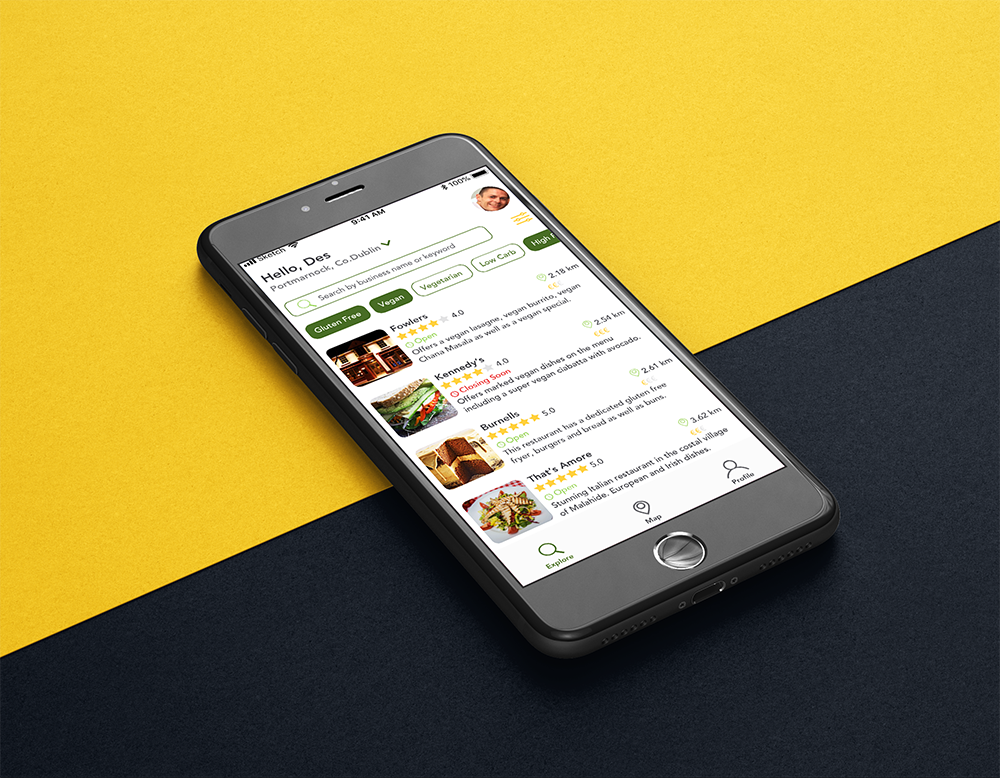 Sketch 9:41 AM 100%
Hello, Des
Portmarnock, Co.Dublin
Search by business name or keyword
Gluten Free Vegan Vegetarian Low Carb High
Fowlers 2.18 km
4.0
Open €€
Offers a vegan lasagne, vegan burrito, vegan
Chana Masala as well as a vegan special.
Kennedy's 2.54 km
4.0
Closing Soon €€€
Offers marked vegan dishes on the menu
including a super vegan ciabatta with avocado.
Burnells 2.61 km
5.0
Open
This restaurant has a dedicated gluten free
fryer, burgers and bread as well as buns.
That's Amore 3.62 km
5.0
Open €€
Stunning Italian restaurant in the costal village
of Malahide. European and Irish dishes.
Explore Map Profile